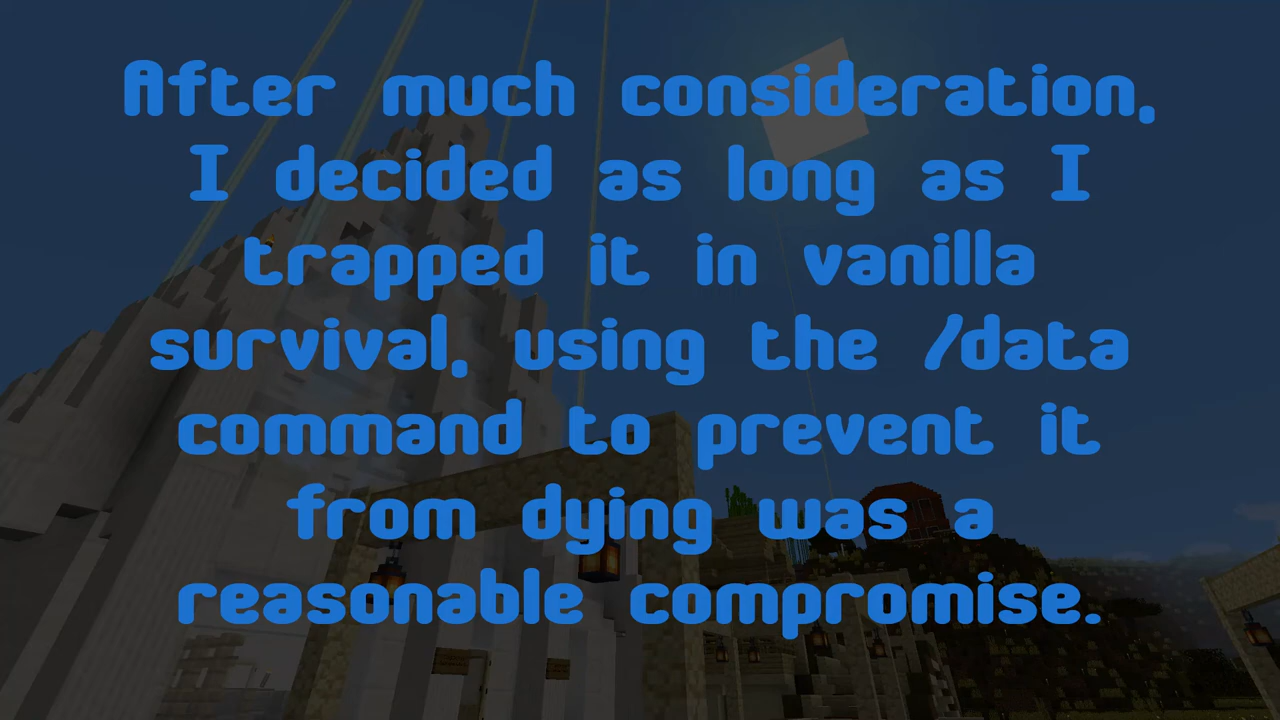 After much consideration,
I decided as long as I
trapped it in vanilla
survival, using the /data
command to prevent it
from dying was a
reasonable compromise.